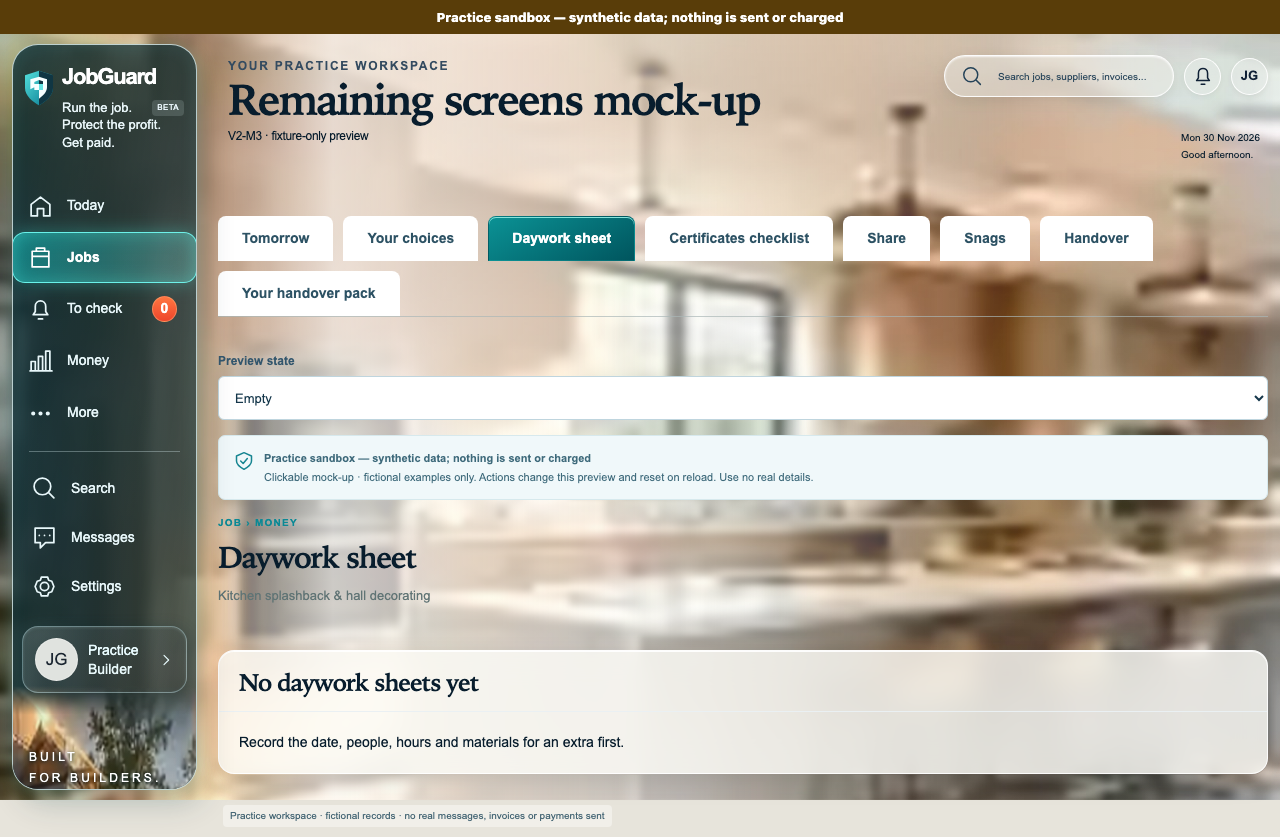 Practice sandbox — synthetic data; nothing is sent or charged
JobGuard
Run the job.
BETA
Protect the profit.
Get paid.
Today
Jobs
To check
0
Money
More
Search
Messages
Settings
JG
Practice
Builder
BUILT
FOR BUILDERS.
YOUR PRACTICE WORKSPACE
Remaining screens mock-up
V2-M3 · fixture-only preview
Search jobs, suppliers, invoices...
JG
Mon 30 Nov 2026
Good afternoon.
Tomorrow
Your choices
Daywork sheet
Certificates checklist
Share
Snags
Handover
Your handover pack
Preview state
Empty
Practice sandbox — synthetic data; nothing is sent or charged
Clickable mock-up · fictional examples only. Actions change this preview and reset on reload. Use no real details.
JOB › MONEY
Daywork sheet
Kitchen splashback & hall decorating
No daywork sheets yet
Record the date, people, hours and materials for an extra first.
Practice workspace · fictional records · no real messages, invoices or payments sent